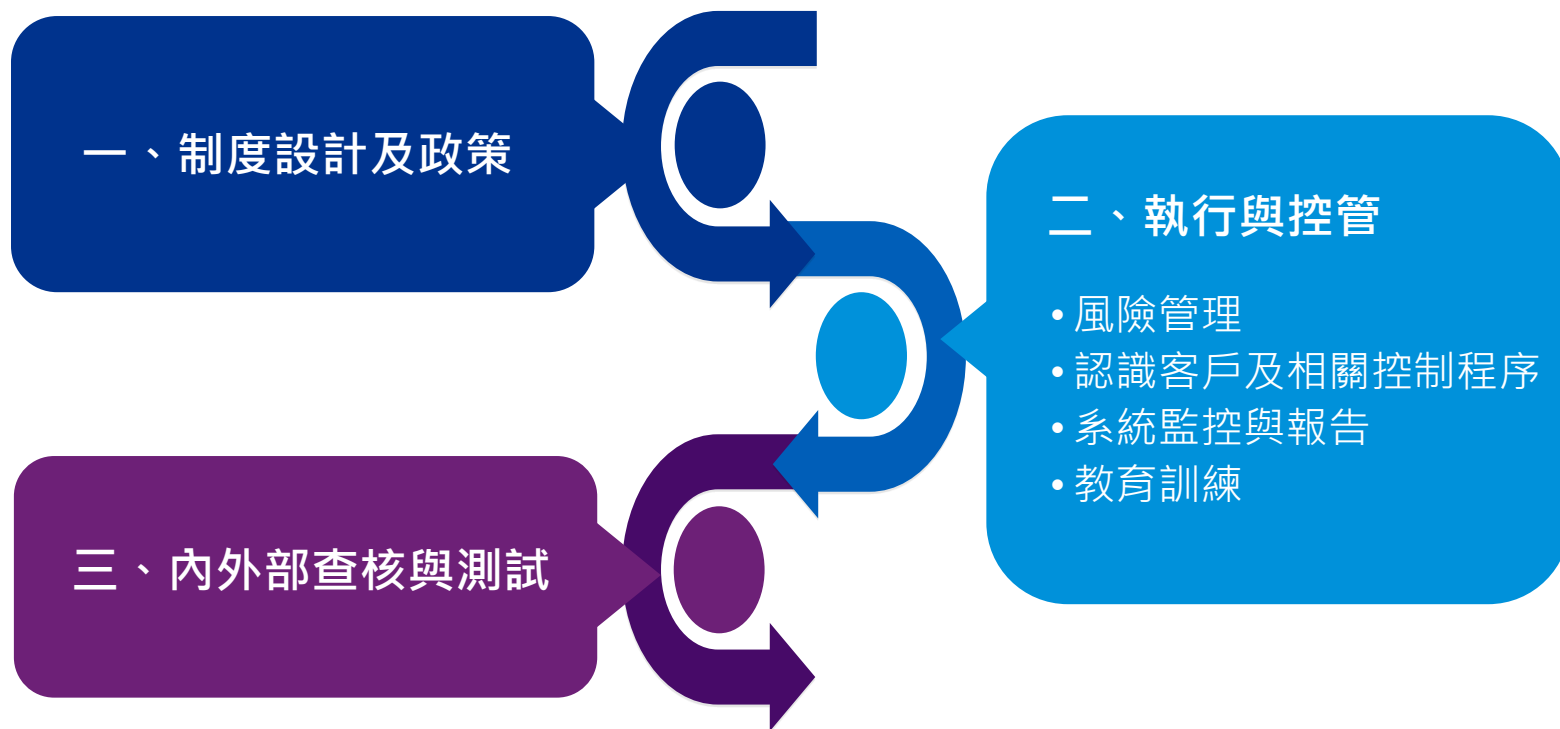 一、制度設計及政策
二、執行與控管
•風險管理
•認識客戶及相關控制程序
•系統監控與報告
•教育訓練
三、內外部查核與測試